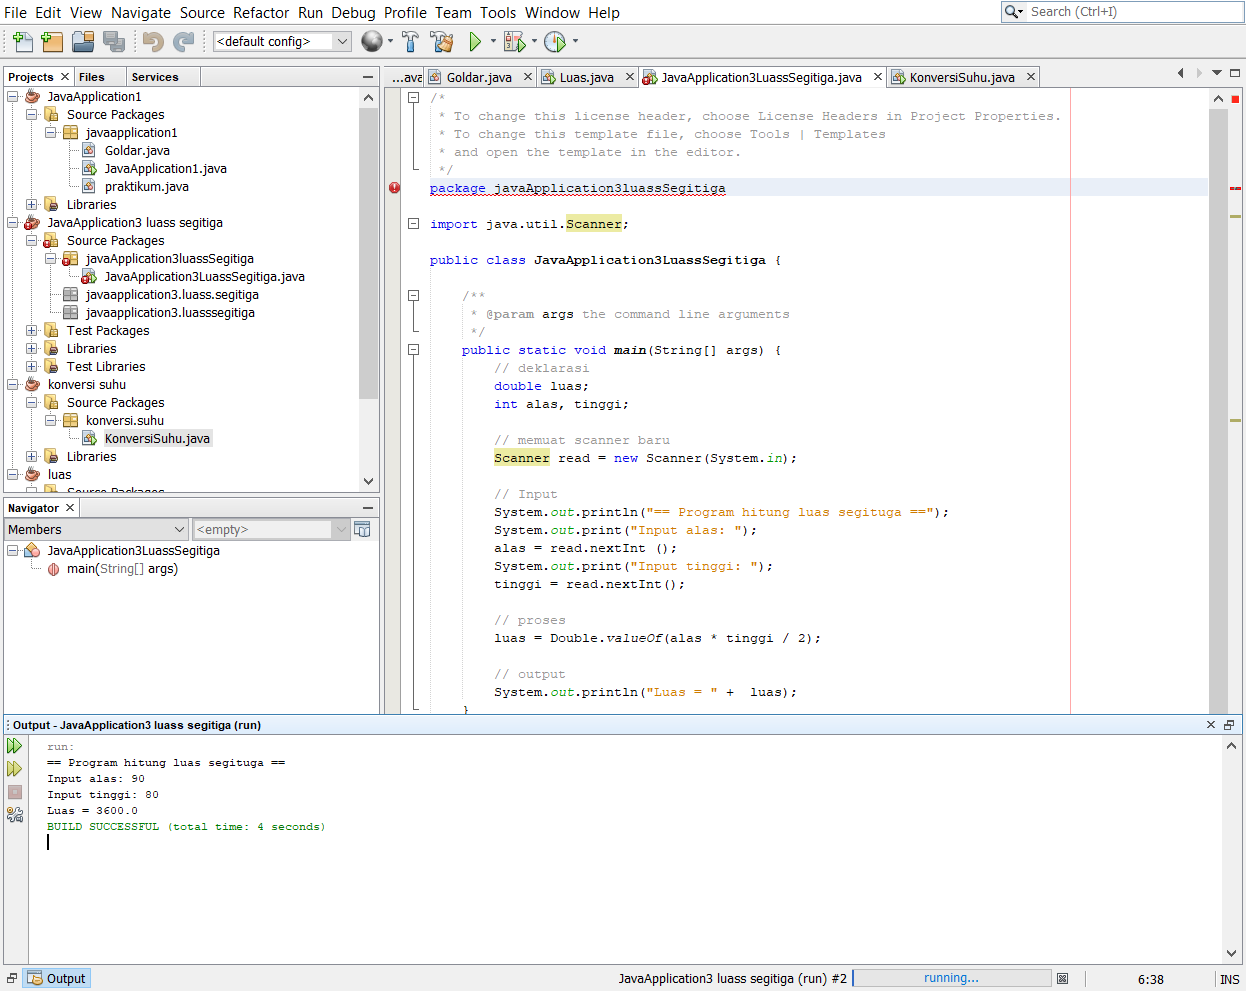 File Edit View Navigate Source Refactor Run Debug Profile Team Tools Window Help
Search (Ctrl+I)
<default config>
Projects Files Services
JavaApplication1
Source Packages
javaapplication1
Goldar.java
JavaApplication1.java
praktikum.java
Libraries
JavaApplication3 luass segitiga
Source Packages
javaApplication3luassSegitiga
JavaApplication3LuassSegitiga.java
javaapplication3.luass.segitiga
javaapplication3.luasssegitiga
Test Packages
Libraries
Test Libraries
konversi suhu
Source Packages
konversi.suhu
KonversiSuhu.java
Libraries
luas
Source Packages
Navigator
Members
<empty>
JavaApplication3LuassSegitiga
main(String[] args)
...ava Goldar.java Luas.java JavaApplication3LuassSegitiga.java KonversiSuhu.java
/*
* To change this license header, choose License Headers in Project Properties.
* To change this template file, choose Tools | Templates
* and open the template in the editor.
*/
package javaApplication3luassSegitiga
import java.util.Scanner;
public class JavaApplication3LuassSegitiga {
/**
* @param args the command line arguments
*/
public static void main(String[] args) {
// deklarasi
double luas;
int alas, tinggi;
// memuat scanner baru
Scanner read = new Scanner(System.in);
// Input
System.out.println("== Program hitung luas segituga ==");
System.out.print("Input alas: ");
alas = read.nextInt ();
System.out.print("Input tinggi: ");
tinggi = read.nextInt();
// proses
luas = Double.valueOf(alas * tinggi / 2);
// output
System.out.println("Luas = " +  luas);
}
Output - JavaApplication3 luass segitiga (run)
run:
== Program hitung luas segituga ==
Input alas: 90
Input tinggi: 80
Luas = 3600.0
BUILD SUCCESSFUL (total time: 4 seconds)
Output
JavaApplication3 luass segitiga (run) #2
running...
6:38
INS